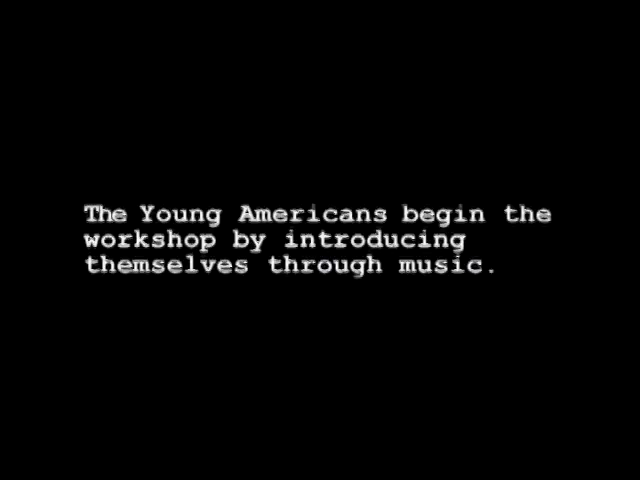 The Young Americans begin the
workshop by introducing
themselves through music.